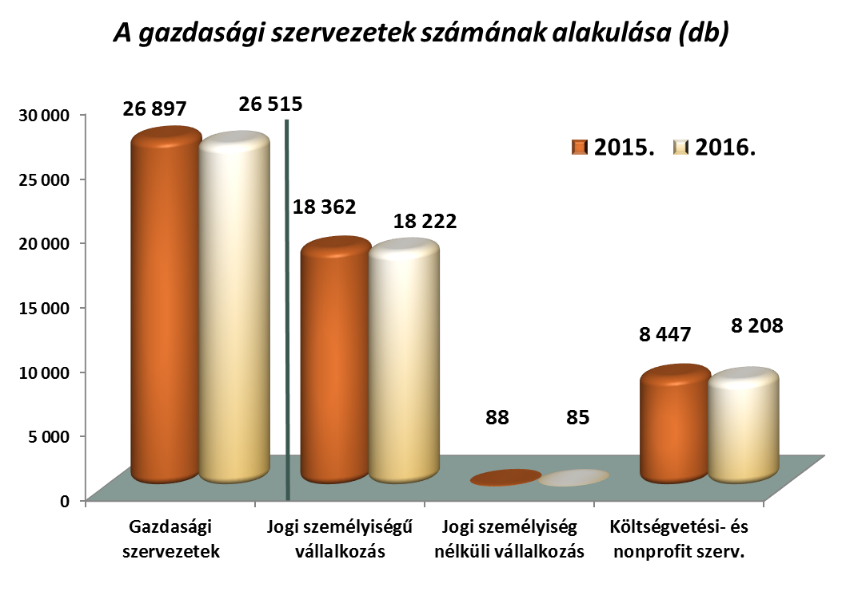 A gazdasági szervezetek számának alakulása (db)
30 000
25 000
20 000
15 000
10 000
5 000
0
26 897
26 515
18 362
18 222
88
85
8 447
8 208
2015.
2016.
Gazdasági
szervezetek
Jogi személyiségű
vállalkozás
Jogi személyiség
nélküli vállalkozás
Költségvetési- és
nonprofit szerv.